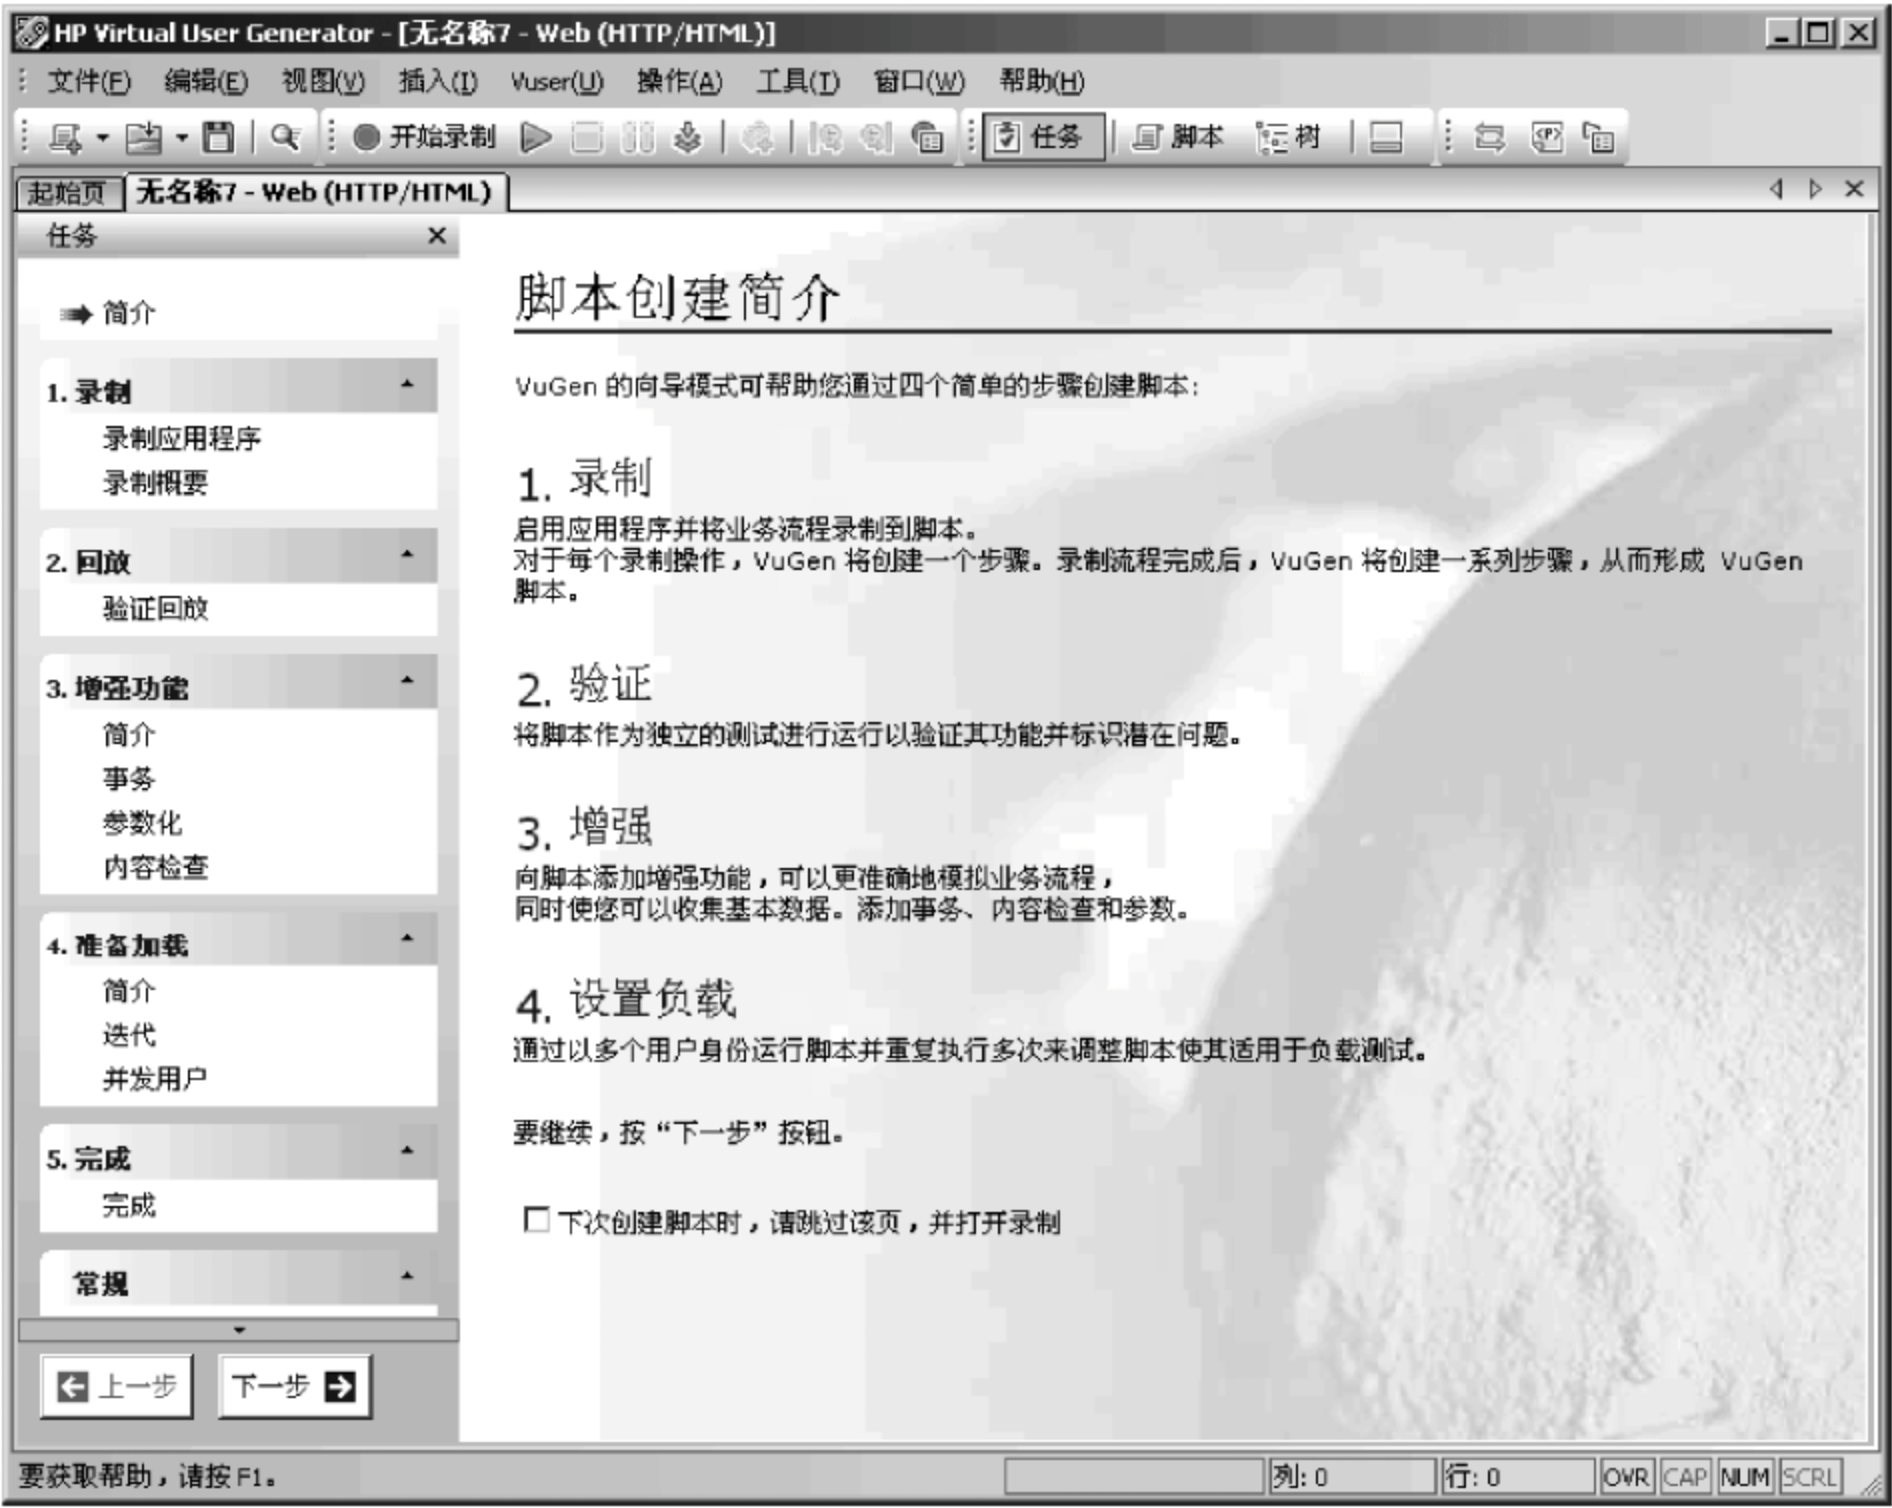 HP Virtual User Generator - [无名称7 - Web (HTTP/HTML)]
文件(F) 编辑(E) 视图(V) 插入(I) Vuser(U) 操作(A) 工具(T) 窗口(W) 帮助(H)
开始录制 任务 脚本 树
起始页 无名称7 - Web (HTTP/HTML)
任务
简介
1. 录制
录制应用程序
录制概要
2. 回放
验证回放
3. 增强功能
简介
事务
参数化
内容检查
4. 准备加载
简介
迭代
并发用户
5. 完成
完成
常规
上一步 下一步
脚本创建简介
VuGen 的向导模式可帮助您通过四个简单的步骤创建脚本:
1. 录制
启用应用程序并将业务流程录制到脚本。
对于每个录制操作，VuGen 将创建一个步骤。录制流程完成后，VuGen 将创建一系列步骤，从而形成 VuGen
脚本。
2. 验证
将脚本作为独立的测试进行运行以验证其功能并标识潜在问题。
3. 增强
向脚本添加增强功能，可以更准确地模拟业务流程，
同时使您可以收集基本数据。添加事务、内容检查和参数。
4. 设置负载
通过以多个用户身份运行脚本并重复执行多次来调整脚本使其适用于负载测试。
要继续，按“下一步”按钮。
下次创建脚本时，请跳过该页，并打开录制
要获取帮助，请按 F1。
列: 0 行: 0 OVR CAP NUM SCRL